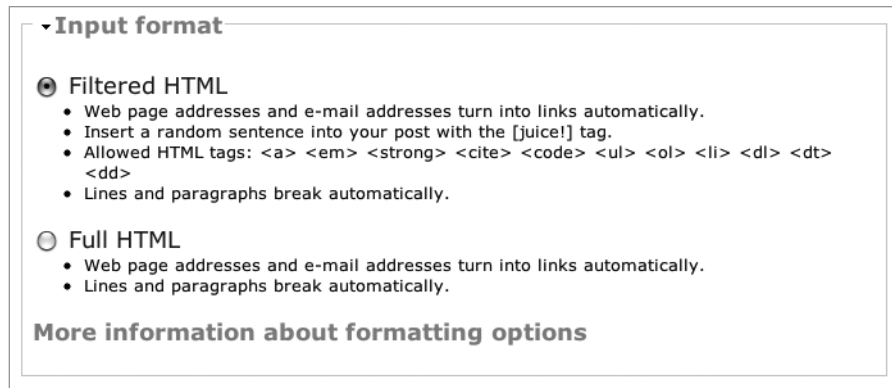 Input format
Filtered HTML
• Web page addresses and e-mail addresses turn into links automatically.
• Insert a random sentence into your post with the [juice!] tag.
• Allowed HTML tags: <a> <em> <strong> <cite> <code> <ul> <ol> <li> <dl> <dt>
<dd>
• Lines and paragraphs break automatically.
Full HTML
• Web page addresses and e-mail addresses turn into links automatically.
• Lines and paragraphs break automatically.
More information about formatting options